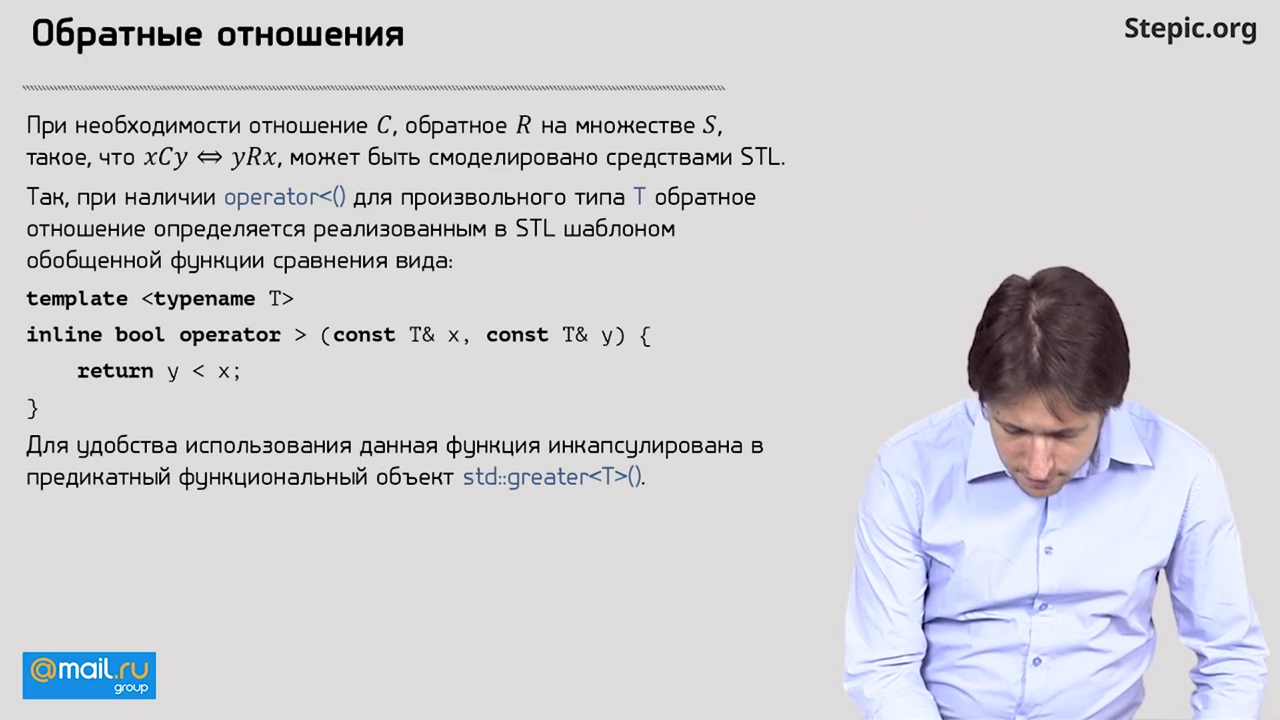 Обратные отношения
Stepic.org
При необходимости отношение C, обратное R на множестве S,
такое, что xCy ⇔ yRx, может быть смоделировано средствами STL.
Так, при наличии operator<() для произвольного типа T обратное
отношение определяется реализованным в STL шаблоном
обобщенной функции сравнения вида:
template <typename T>
inline bool operator > (const T& x, const T& y) {
return y < x;
}
Для удобства использования данная функция инкапсулирована в
предикатный функциональный объект std::greater<T>().
@mail.ru
group